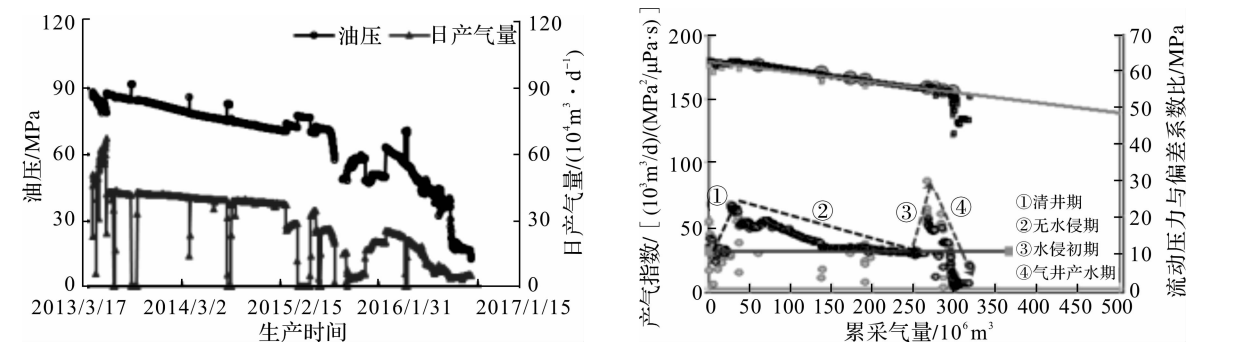 120
90
60
30
0
油压/MPa
油压
日产气量
120
90
60
30
0
日产气量/(10⁴m³·d⁻¹)
2013/3/17 2014/3/2 2015/2/15 2016/1/31 2017/1/15
生产时间
200
150
100
50
0
产气指数/[(10³m³/d)/(MPa²/μPa·s)]
① ② ③ ④
①清井期
②无水侵期
③水侵初期
④气井产水期
70
60
50
40
30
20
10
0
流动压力与偏差系数比/MPa
0 50 100 150 200 250 300 350 400 450 500
累采气量/10⁶m³